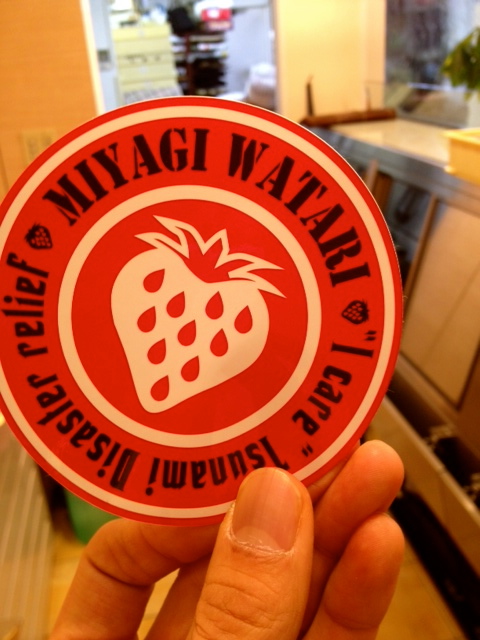 MIYAGI WATARI
"I care" Tsunami Disaster relief